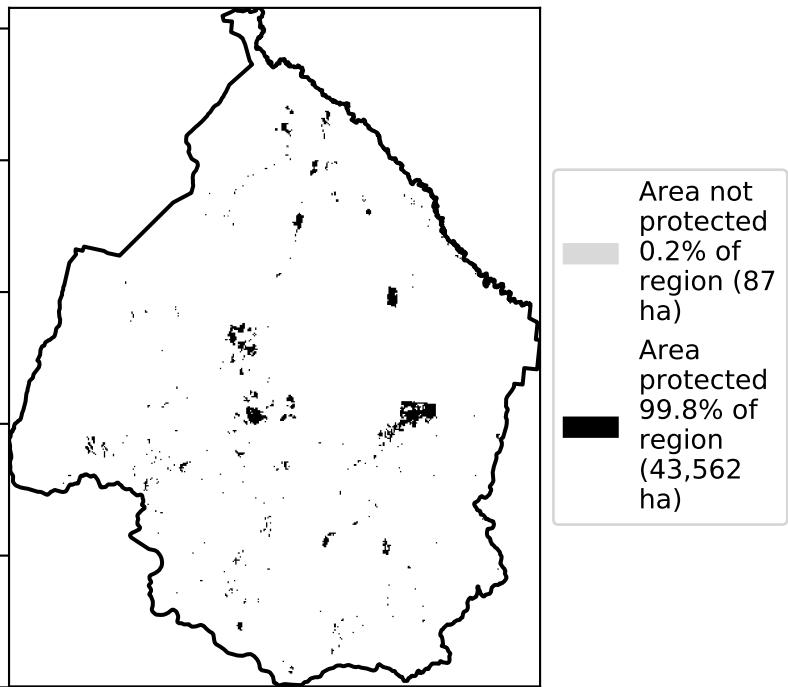 Area not
protected
0.2% of
region (87
ha)
Area
protected
99.8% of
region
(43,562
ha)